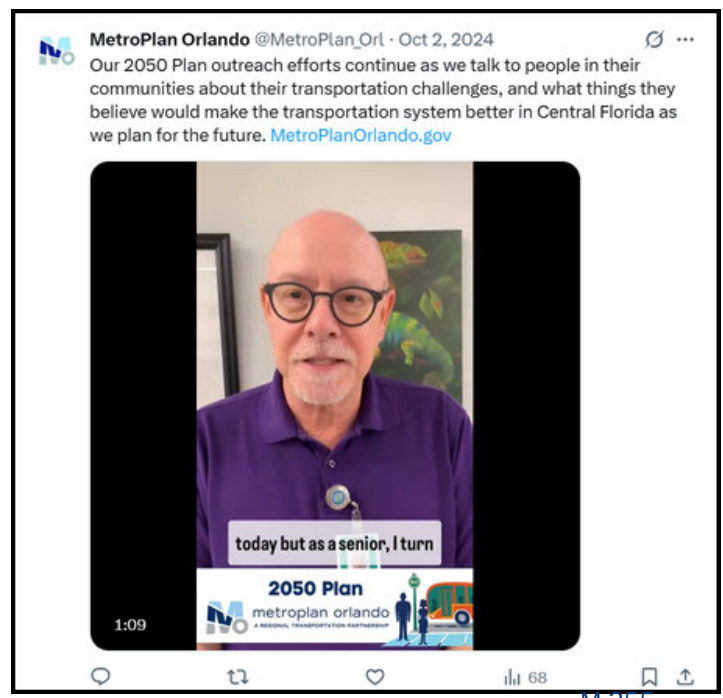 MetroPlan Orlando @MetroPlan_Orl · Oct 2, 2024
Our 2050 Plan outreach efforts continue as we talk to people in their
communities about their transportation challenges, and what things they
believe would make the transportation system better in Central Florida as
we plan for the future. MetroPlanOrlando.gov
today but as a senior, I turn
2050 Plan
metroplan orlando
A REGIONAL TRANSPORTATION PARTNERSHIP
1:09
68